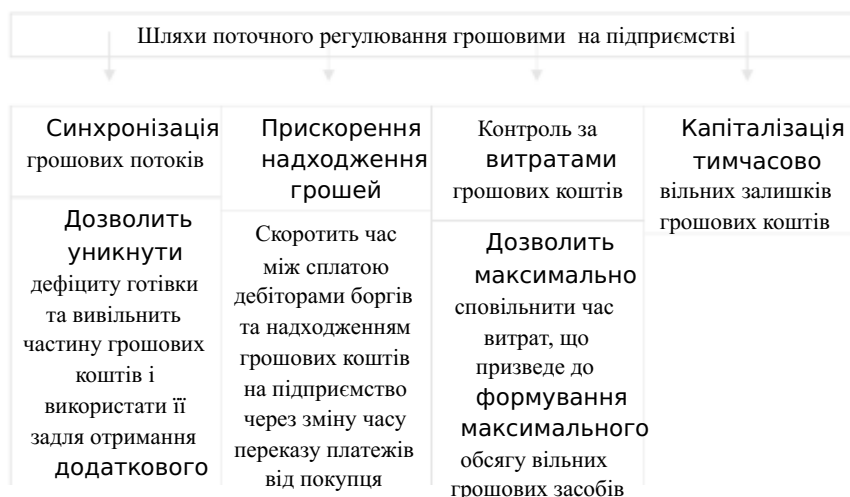 Шляхи поточного регулювання грошовими на підприємстві
Синхронізація
грошових потоків
Дозволить
уникнути
дефіциту готівки
та вивільнить
частину грошових
коштів і
використати її
задля отримання
додаткового
Прискорення
надходження
грошей
Скоротить час
між сплатою
дебіторами боргів
та надходженням
грошових коштів
на підприємство
через зміну часу
переказу платежів
від покупця
Контроль за
витратами
грошових коштів
Дозволить
максимально
сповільнити час
витрат, що
призведе до
формування
максимального
обсягу вільних
грошових засобів
Капіталізація
тимчасово
вільних залишків
грошових коштів